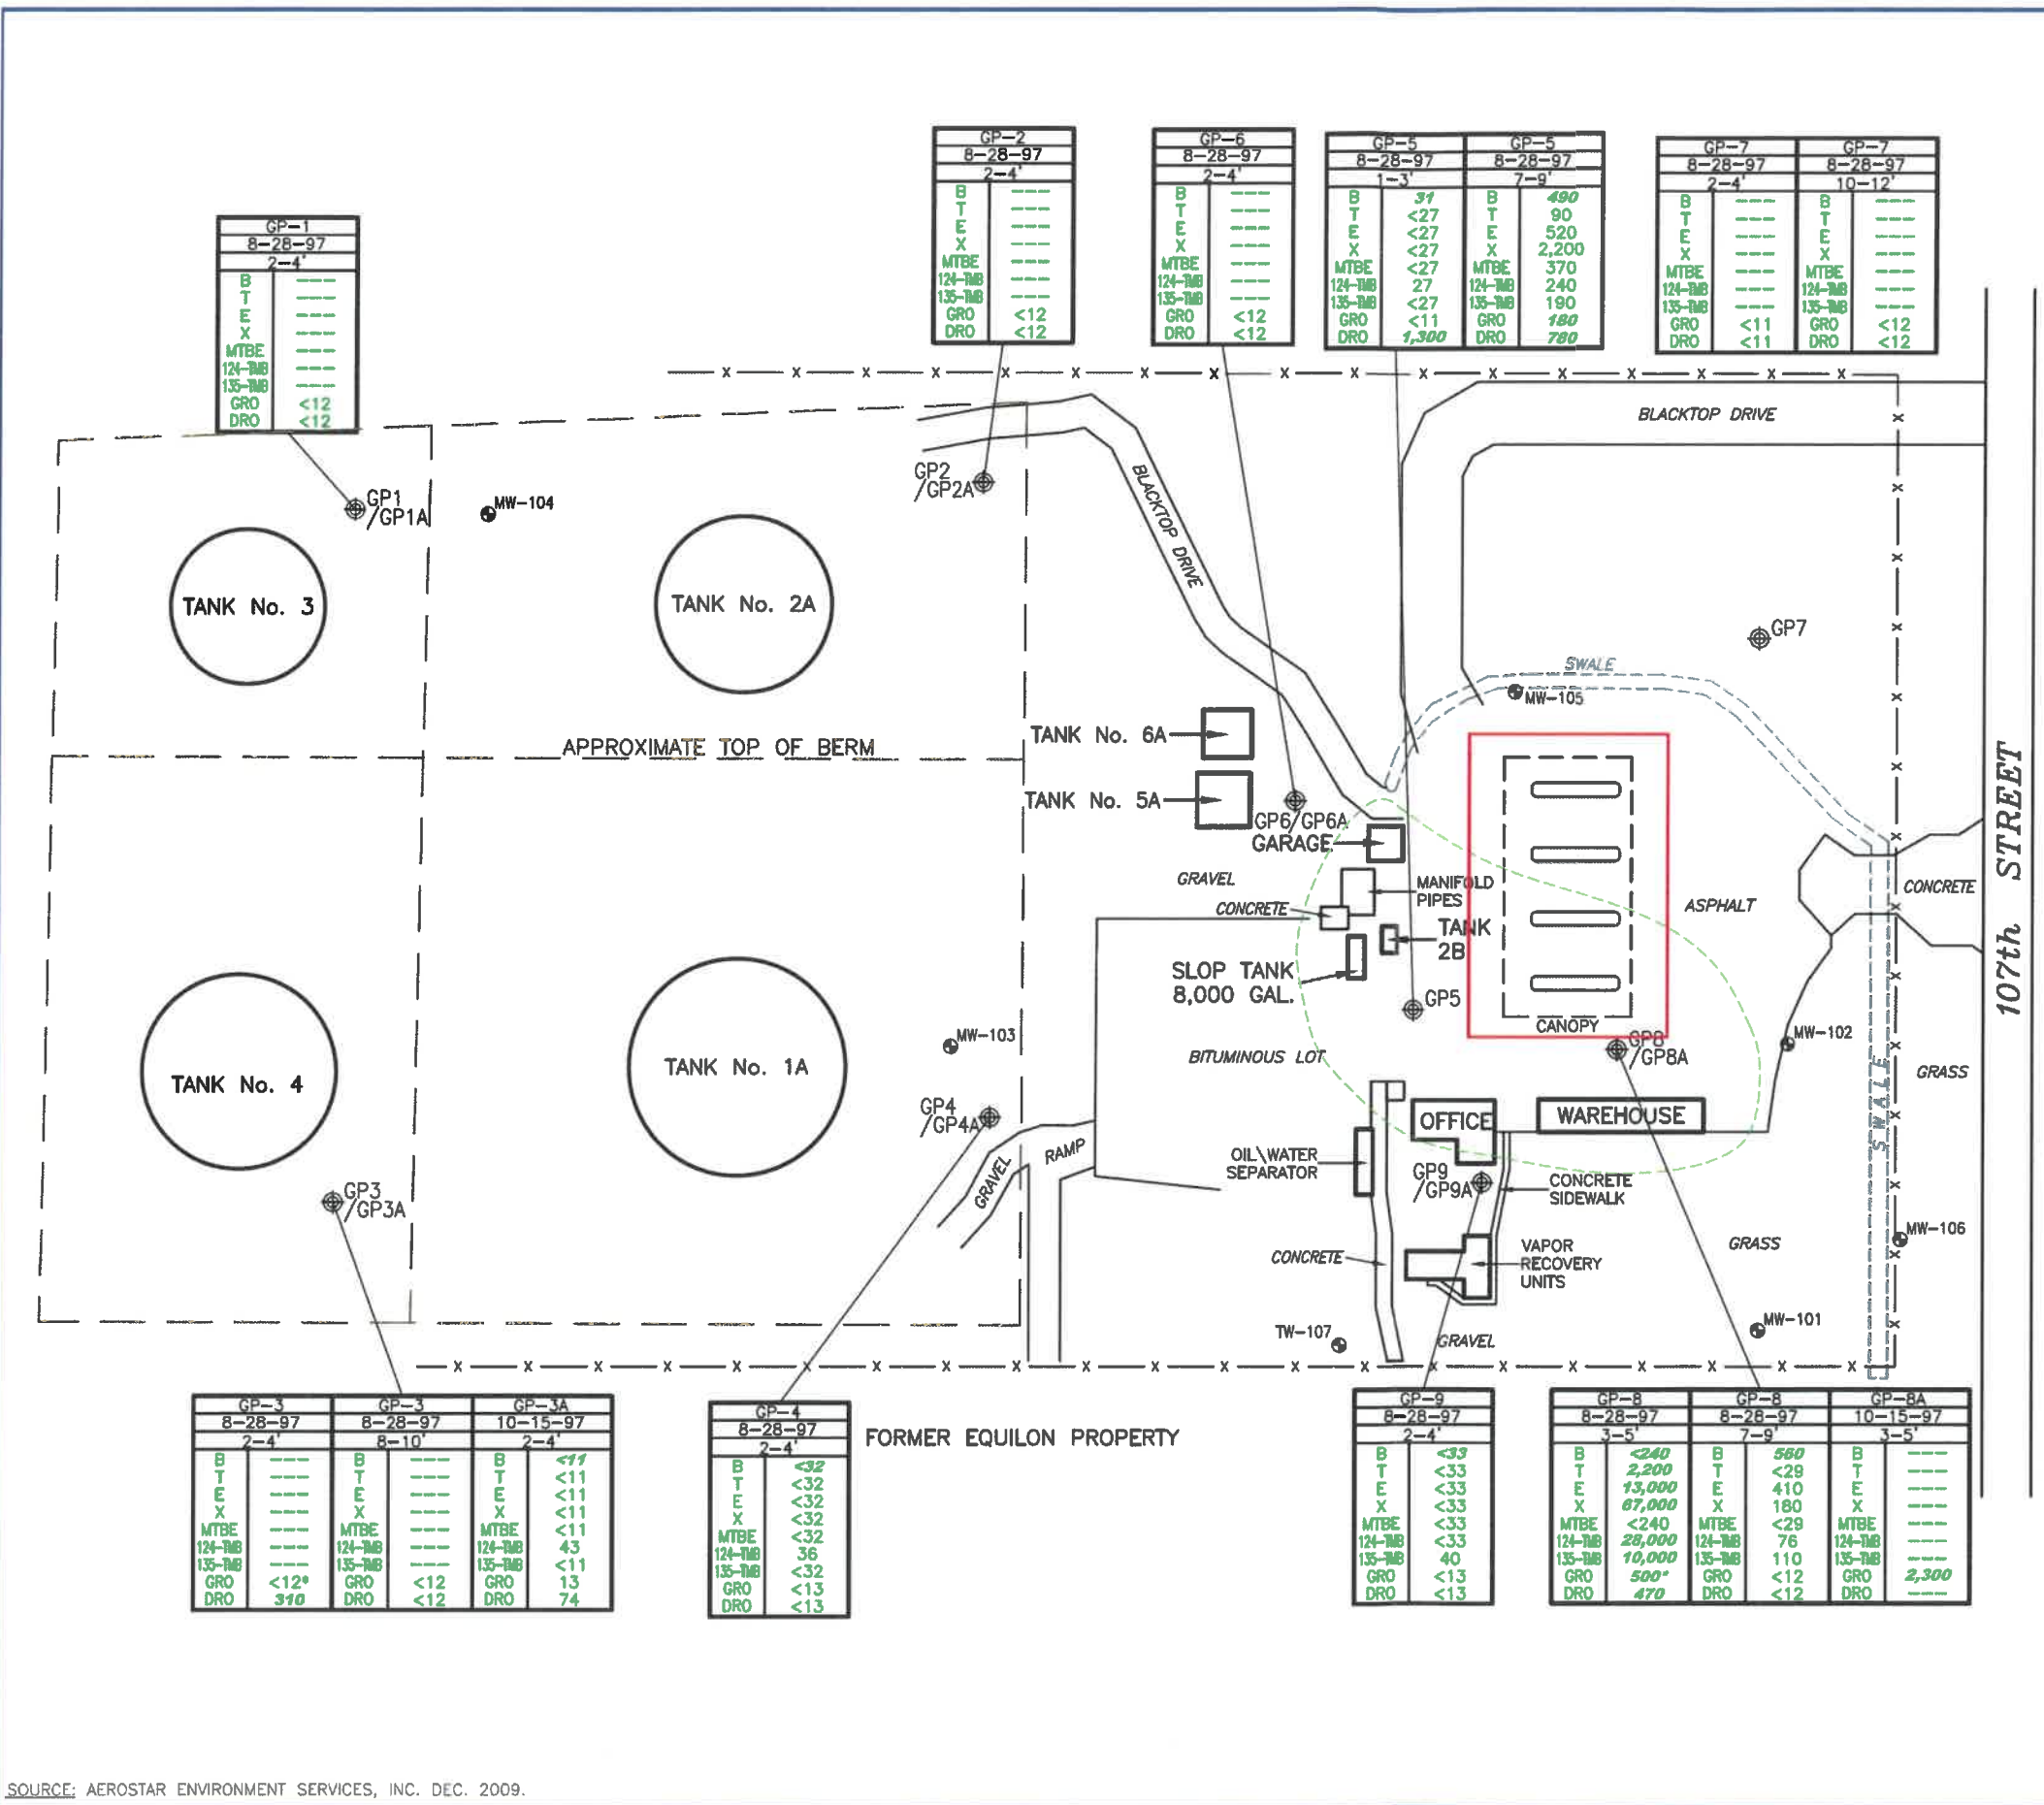 GP-2
8-28-97
2-4'
B ---
T ---
E ---
X ---
MTBE ---
124-TMB ---
135-TMB ---
GRO <12
DRO <12
GP-6
8-28-97
2-4'
B ---
T ---
E ---
X ---
MTBE ---
124-TMB ---
135-TMB ---
GRO <12
DRO <12
GP-5 GP-5
8-28-97 8-28-97
1-3' 7-9'
B 31 B 490
T <27 T 90
E <27 E 520
X <27 X 2,200
MTBE <27 MTBE 370
124-TMB 27 124-TMB 240
135-TMB <27 135-TMB 190
GRO <11 GRO 180
DRO 1,300 DRO 780
GP-7 GP-7
8-28-97 8-28-97
2-4' 10-12'
B --- B ---
T --- T ---
E --- E ---
X --- X ---
MTBE --- MTBE ---
124-TMB --- 124-TMB ---
135-TMB --- 135-TMB ---
GRO <11 GRO <12
DRO <11 DRO <12
GP-1
8-28-97
2-4'
B ---
T ---
E ---
X ---
MTBE ---
124-TMB ---
135-TMB ---
GRO <12
DRO <12
BLACKTOP DRIVE
GP1
/GP1A
MW-104
GP2
/GP2A
BLACKTOP DRIVE
TANK No. 3
TANK No. 2A
GP7
SWALE
MW-105
APPROXIMATE TOP OF BERM
TANK No. 6A
TANK No. 5A
GP6/GP6A
GARAGE
GRAVEL
MANIFOLD
PIPES
CONCRETE
TANK
2B
SLOP TANK
8,000 GAL.
GP5
ASPHALT
CONCRETE
107th STREET
CANOPY
GP8
/GP8A
MW-102
MW-103
BITUMINOUS LOT
TANK No. 4
TANK No. 1A
SWALE
GRASS
GP4
/GP4A
GRAVEL
RAMP
OFFICE
WAREHOUSE
OIL\WATER
SEPARATOR
GP9
/GP9A
CONCRETE
SIDEWALK
GP3
/GP3A
CONCRETE
VAPOR
RECOVERY
UNITS
GRASS
MW-106
TW-107
GRAVEL
MW-101
GP-3 GP-3 GP-3A
8-28-97 8-28-97 10-15-97
2-4' 8-10' 2-4'
B --- B --- B <11
T --- T --- T <11
E --- E --- E <11
X --- X --- X <11
MTBE --- MTBE --- MTBE <11
124-TMB --- 124-TMB --- 124-TMB 43
135-TMB --- 135-TMB --- 135-TMB <11
GRO <12* GRO <12 GRO 13
DRO 310 DRO <12 DRO 74
GP-4
8-28-97
2-4'
B <32
T <32
E <32
X <32
MTBE <32
124-TMB 36
135-TMB <32
GRO <13
DRO <13
FORMER EQUILON PROPERTY
GP-9
8-28-97
2-4'
B <33
T <33
E <33
X <33
MTBE <33
124-TMB <33
135-TMB 40
GRO <13
DRO <13
GP-8 GP-8 GP-8A
8-28-97 8-28-97 10-15-97
3-5' 7-9' 3-5'
B <240 B 560 B ---
T 2,200 T <29 T ---
E 13,000 E 410 E ---
X 67,000 X 180 X ---
MTBE <240 MTBE <29 MTBE ---
124-TMB 28,000 124-TMB 76 124-TMB ---
135-TMB 10,000 135-TMB 110 135-TMB ---
GRO 500* GRO <12 GRO 2,300
DRO 470 DRO <12 DRO ---
SOURCE: AEROSTAR ENVIRONMENT SERVICES, INC. DEC. 2009.